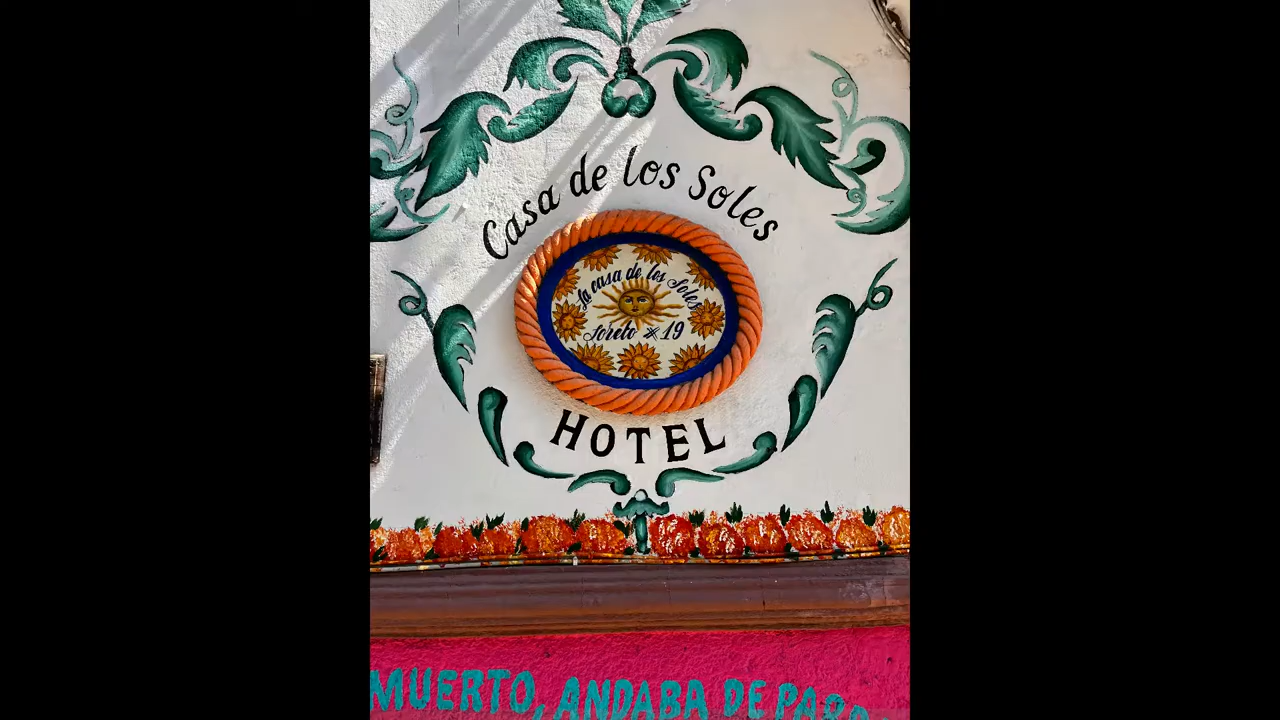 Casa de los Soles
La casa de los Soles
Loreto * 19
HOTEL
MUERTO, ANDABA DE